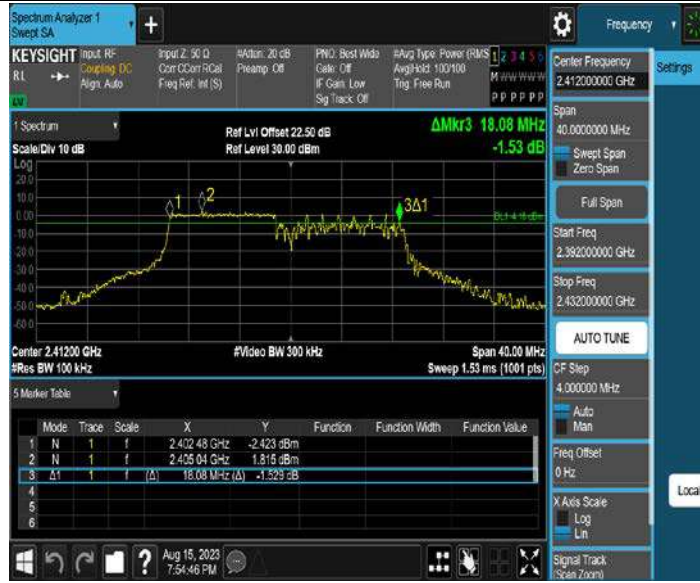 Spectrum Analyzer 1
Swept SA
+
Frequency
KEYSIGHT
RL
Input: RF
Coupling: DC
Align: Auto
Input Z: 50 Ω
Corr CCorr RCal
Freq Ref: Int (S)
#Atten: 20 dB
Preamp: Off
PNO: Best Wide
Gate: Off
IF Gain: Low
Sig Track: Off
#Avg Type: Power (RMS
Avg|Hold: 100/100
Trig: Free Run
1 2 3 4 5 6
M W W W W W
P P P P P P
Center Frequency
2.412000000 GHz
Settings
1 Spectrum
Scale/Div 10 dB
Ref Lvl Offset 22.50 dB
Ref Level 30.00 dBm
ΔMkr3 18.08 MHz
-1.53 dB
Span
40.0000000 MHz
Swept Span
Zero Span
Full Span
Log
20.0
10.0
0.00
-10.0
-20.0
-30.0
-40.0
-50.0
-60.0
1
2
3Δ1
Start Freq
2.392000000 GHz
Stop Freq
2.432000000 GHz
AUTO TUNE
Center 2.41200 GHz
#Res BW 100 kHz
#Video BW 300 kHz
Span 40.00 MHz
Sweep 1.53 ms (1001 pts)
CF Step
4.000000 MHz
Auto
Man
5 Marker Table
Mode Trace Scale X Y Function Function Width Function Value
1 N 1 f 2.402 48 GHz -2.423 dBm
2 N 1 f 2.405 04 GHz 1.815 dBm
3 Δ1 1 f (Δ) 18.08 MHz (Δ) -1.529 dB
4
5
6
Freq Offset
0 Hz
Local
X Axis Scale
Log
Lin
Signal Track
(Span Zoom)
?
Aug 15, 2023
7:54:46 PM